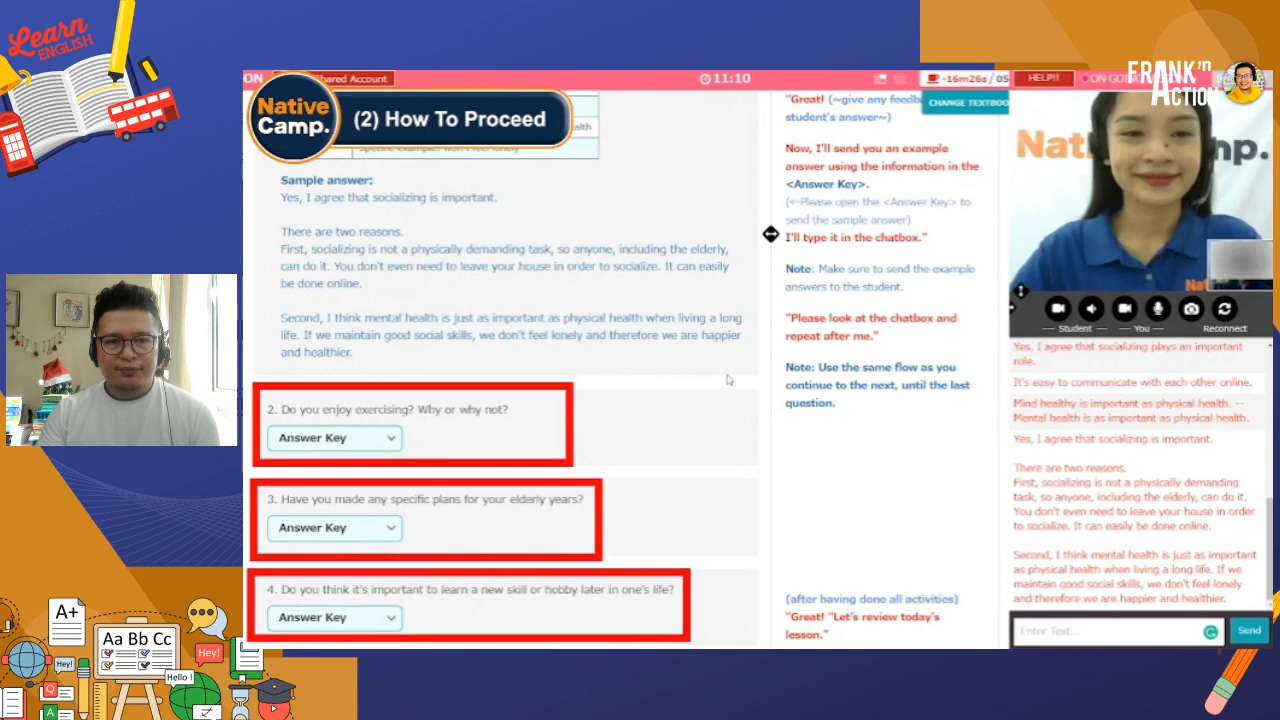 Learn
ENGLISH
FRANK'n
ACTION
ON
Shared Account
11:10
-16m26s/05
HELP!!
Native
Camp.
(2) How To Proceed
Sample answer:
Yes, I agree that socializing is important.
There are two reasons.
First, socializing is not a physically demanding task, so anyone, including the elderly,
can do it. You don't even need to leave your house in order to socialize. It can easily
be done online.
Second, I think mental health is just as important as physical health when living a long
life. If we maintain good social skills, we don't feel lonely and therefore we are happier
and healthier.
2. Do you enjoy exercising? Why or why not?
Answer Key
3. Have you made any specific plans for your elderly years?
Answer Key
4. Do you think it's important to learn a new skill or hobby later in one's life?
Answer Key
"Great! (~give any feedba
student's answer~)
CHANGE TEXTBOO
Now, I'll send you an example
answer using the information in the
<Answer Key>.
(←Please open the <Answer Key> to
send the sample answer)
I'll type it in the chatbox."
Note: Make sure to send the example
answers to the student.
"Please look at the chatbox and
repeat after me."
Note: Use the same flow as you
continue to the next, until the last
question.
(after having done all activities)
"Great! "Let's review today's
lesson."
Student
You
Reconnect
Yes, I agree that socializing plays an important
role.
It's easy to communicate with each other online.
Mind healthy is important as physical health. --
Mental health is as important as physical health.
Yes, I agree that socializing is important.
There are two reasons.
First, socializing is not a physically demanding
task, so anyone, including the elderly, can do it.
You don't even need to leave your house in order
to socialize. It can easily be done online.
Second, I think mental health is just as important
as physical health when living a long life. If we
maintain good social skills, we don't feel lonely
and therefore we are happier and healthier.
Enter Text...
Send
A+
Aa Bb Cc
Hey!
Hey!
Hello !
Q
A